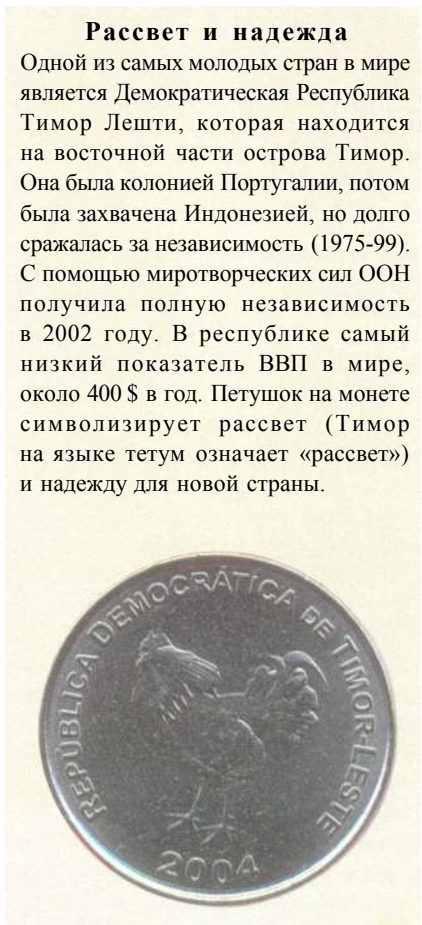 Рассвет и надежда
Одной из самых молодых стран в мире
является Демократическая Республика
Тимор Лешти, которая находится
на восточной части острова Тимор.
Она была колонией Португалии, потом
была захвачена Индонезией, но долго
сражалась за независимость (1975-99).
С помощью миротворческих сил ООН
получила полную независимость
в 2002 году. В республике самый
низкий показатель ВВП в мире,
около 400 $ в год. Петушок на монете
символизирует рассвет (Тимор
на языке тетум означает «рассвет»)
и надежду для новой страны.
REPÚBLICA DEMOCRÁTICA DE TIMOR-LESTE
2004